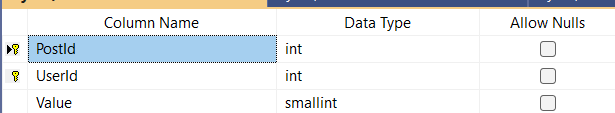 Column Name Data Type Allow Nulls
PostId int
UserId int
Value smallint